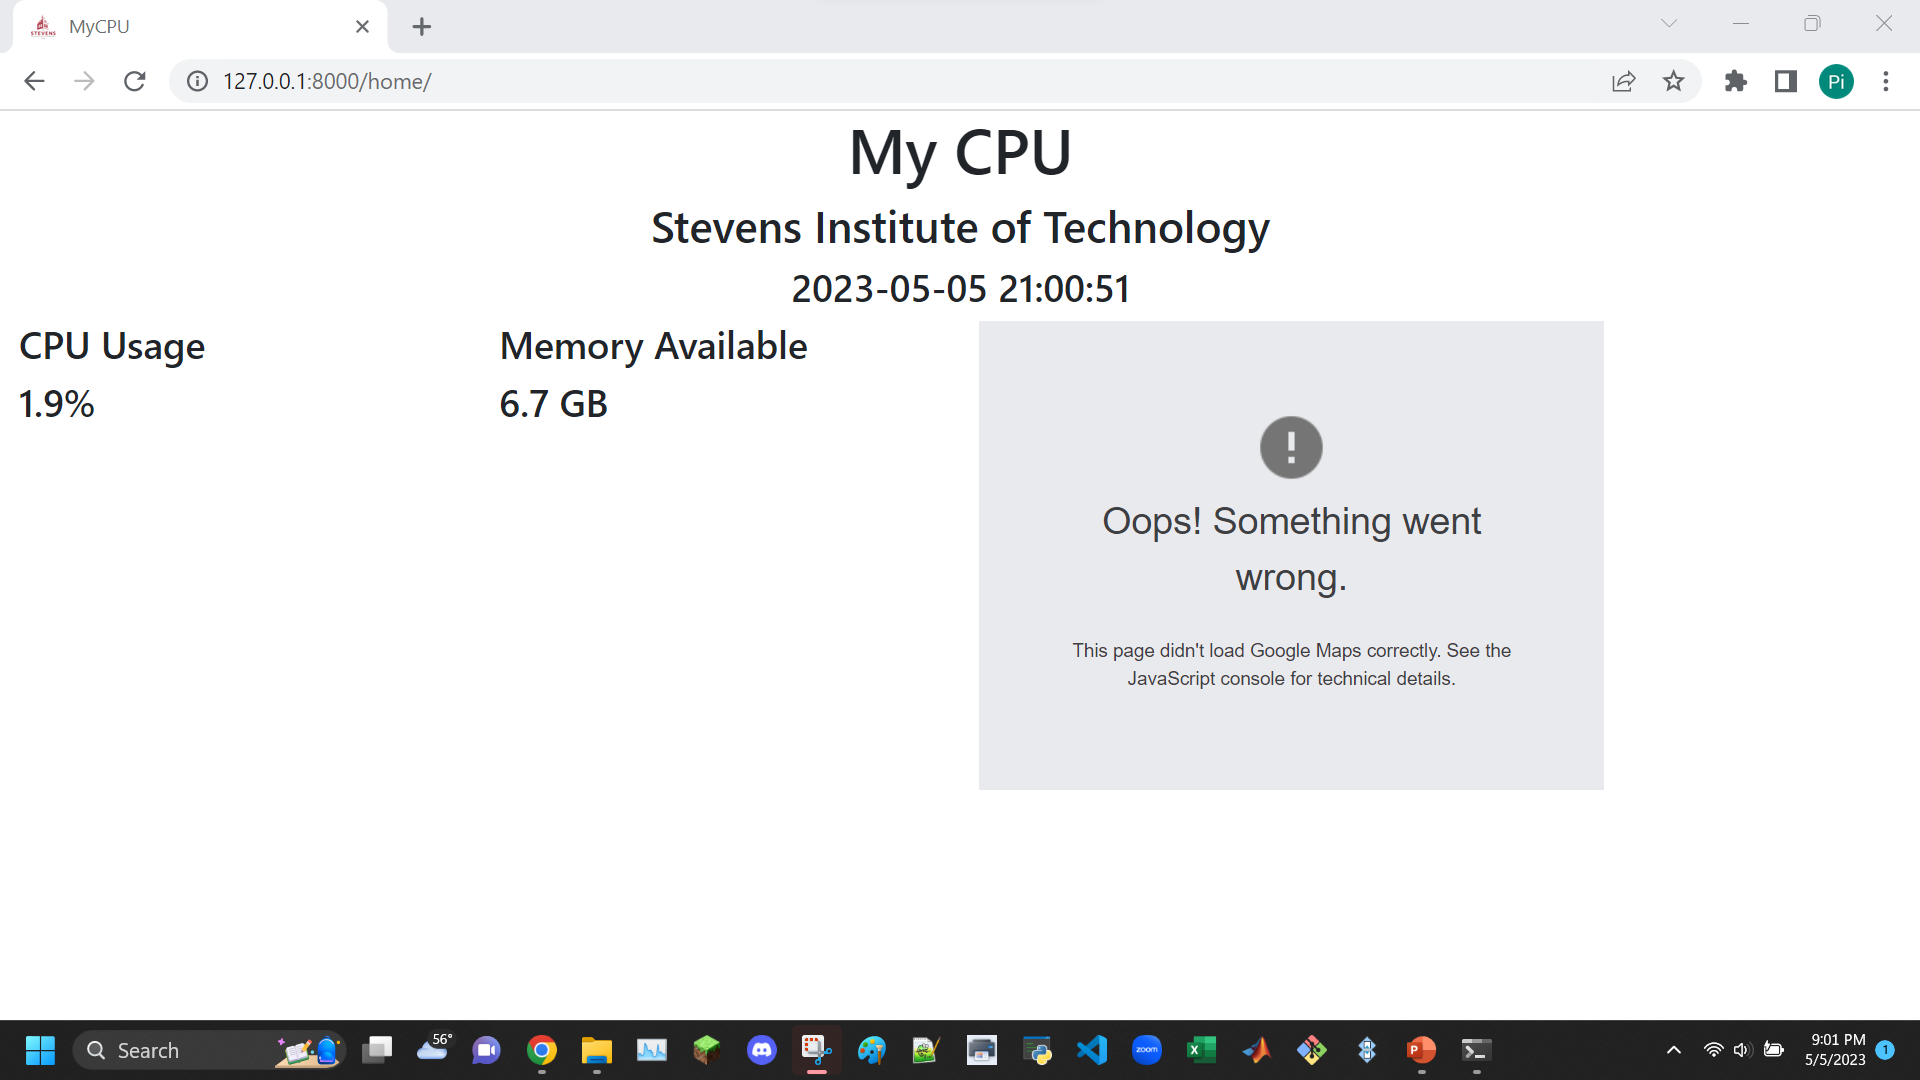 STEVENS
MyCPU
127.0.0.1:8000/home/
Pi
My CPU
Stevens Institute of Technology
2023-05-05 21:00:51
CPU Usage
Memory Available
1.9%
6.7 GB
!
Oops! Something went
wrong.
This page didn't load Google Maps correctly. See the
JavaScript console for technical details.
Search
56°
zoom
X
P
9:01 PM
5/5/2023
1